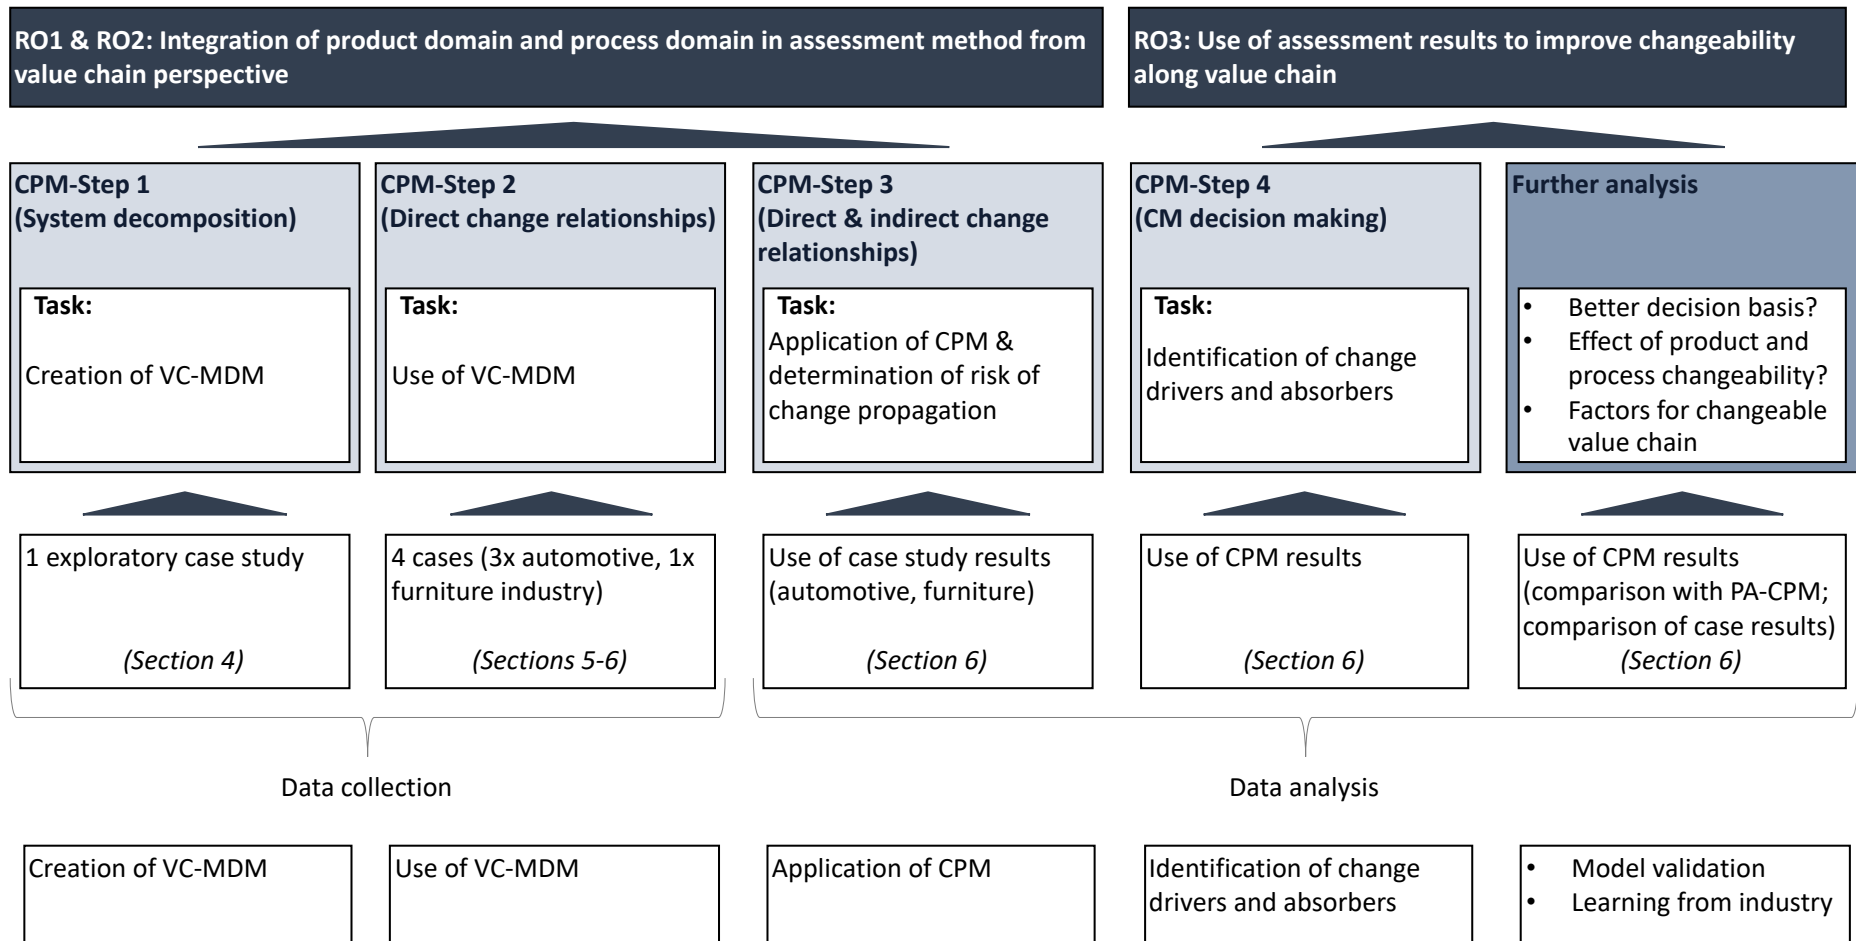 RO1 & RO2: Integration of product domain and process domain in assessment method from
value chain perspective
RO3: Use of assessment results to improve changeability
along value chain
CPM-Step 1
(System decomposition)
Task:
Creation of VC-MDM
CPM-Step 2
(Direct change relationships)
Task:
Use of VC-MDM
CPM-Step 3
(Direct & indirect change
relationships)
Task:
Application of CPM &
determination of risk of
change propagation
CPM-Step 4
(CM decision making)
Task:
Identification of change
drivers and absorbers
Further analysis
• Better decision basis?
• Effect of product and
process changeability?
• Factors for changeable
value chain
1 exploratory case study
(Section 4)
4 cases (3x automotive, 1x
furniture industry)
(Sections 5-6)
Use of case study results
(automotive, furniture)
(Section 6)
Use of CPM results
(Section 6)
Use of CPM results
(comparison with PA-CPM;
comparison of case results)
(Section 6)
Data collection
Data analysis
Creation of VC-MDM
Use of VC-MDM
Application of CPM
Identification of change
drivers and absorbers
• Model validation
• Learning from industry